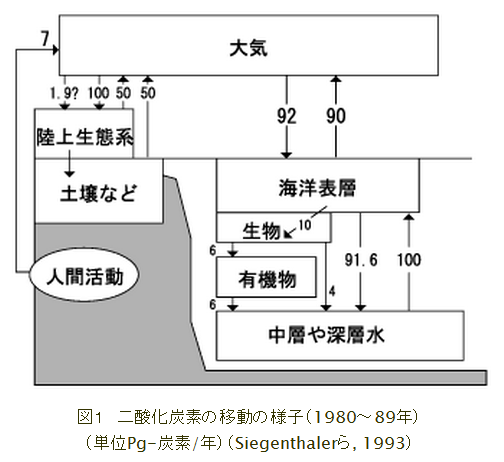 7
大気
1.9?
100
50
50
92
90
陸上生態系
土壌など
海洋表層
生物
10
6
有機物
91.6
100
人間活動
6
4
中層や深層水
図1 二酸化炭素の移動の様子(1980～89年)
(単位Pg-炭素/年)(Siegenthalerら, 1993)